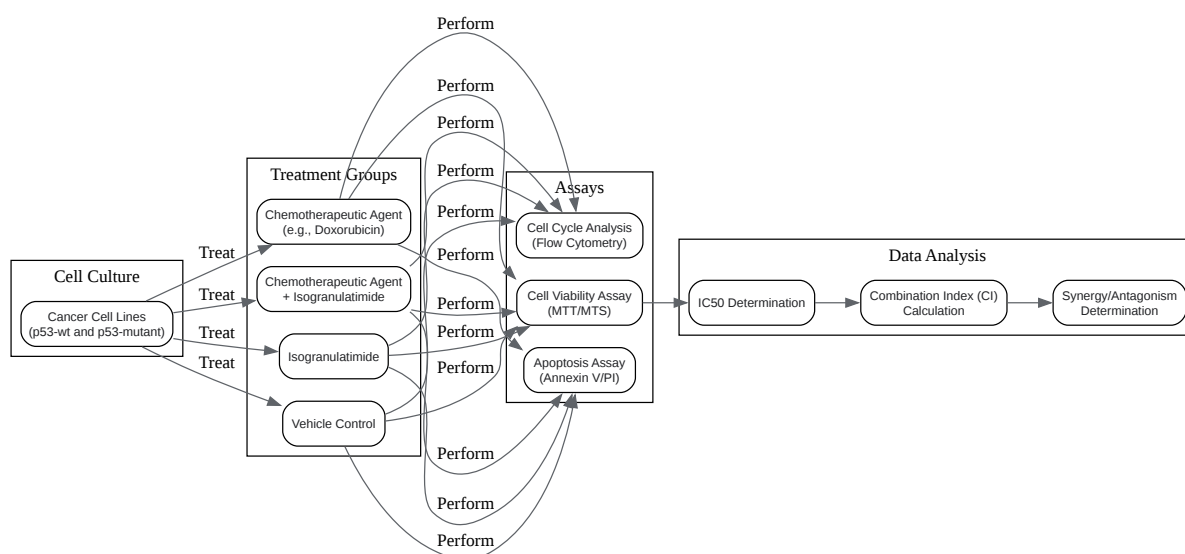 Cell Culture
Cancer Cell Lines
(p53-wt and p53-mutant)
Treat
Treat
Treat
Treat
Treatment Groups
Chemotherapeutic Agent
(e.g., Doxorubicin)
Chemotherapeutic Agent
+ Isogranulatimide
Isogranulatimide
Vehicle Control
Perform
Perform
Perform
Perform
Perform
Perform
Perform
Perform
Perform
Perform
Perform
Perform
Assays
Cell Cycle Analysis
(Flow Cytometry)
Cell Viability Assay
(MTT/MTS)
Apoptosis Assay
(Annexin V/PI)
Data Analysis
IC50 Determination
Combination Index (CI)
Calculation
Synergy/Antagonism
Determination